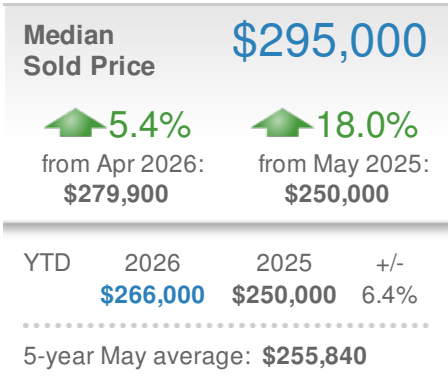 Median
Sold Price
$295,000
5.4%
from Apr 2026:
$279,900
18.0%
from May 2025:
$250,000
YTD 2026 2025 +/-
$266,000 $250,000 6.4%
5-year May average: $255,840